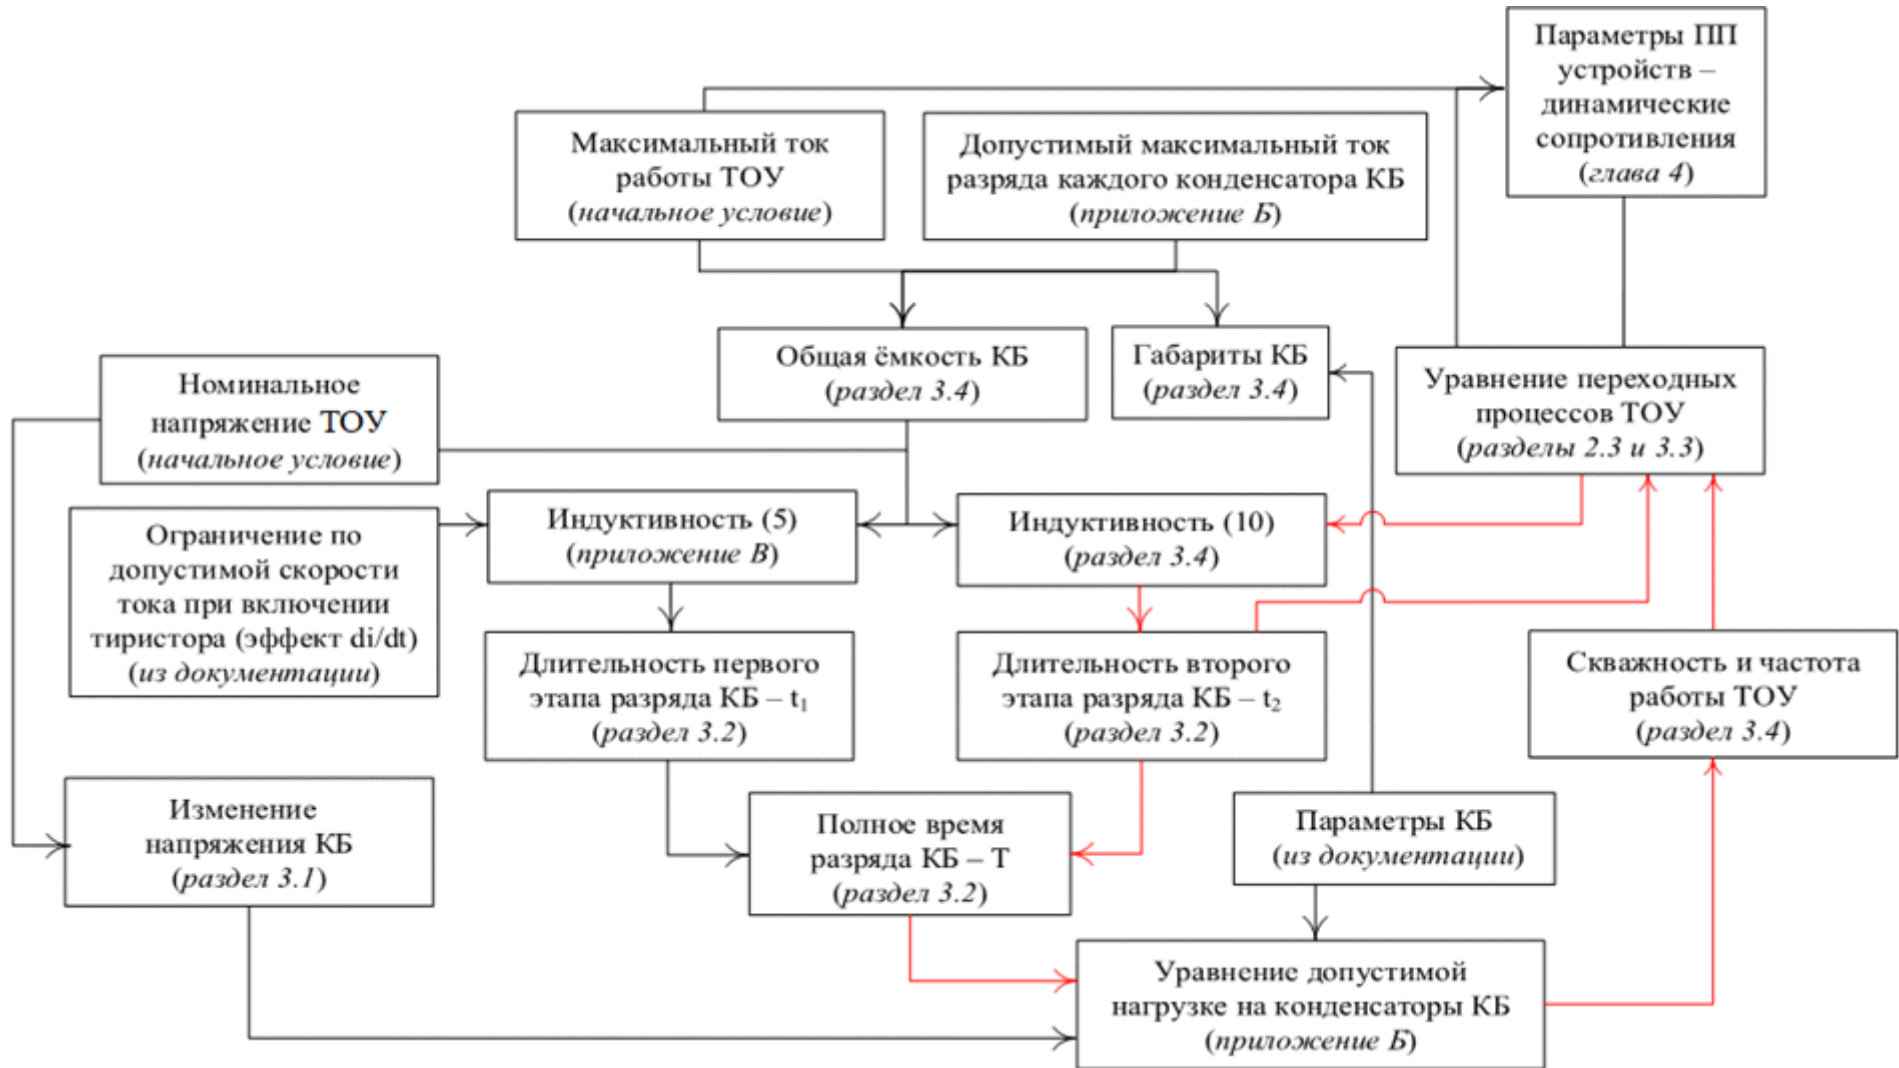 Параметры ПП
устройств –
динамические
сопротивления
(глава 4)
Максимальный ток
работы ТОУ
(начальное условие)
Допустимый максимальный ток
разряда каждого конденсатора КБ
(приложение Б)
Общая ёмкость КБ
(раздел 3.4)
Габариты КБ
(раздел 3.4)
Уравнение переходных
процессов ТОУ
(разделы 2.3 и 3.3)
Номинальное
напряжение ТОУ
(начальное условие)
Ограничение по
допустимой скорости
тока при включении
тиристора (эффект di/dt)
(из документации)
Индуктивность (5)
(приложение В)
Индуктивность (10)
(раздел 3.4)
Длительность первого
этапа разряда КБ – t₁
(раздел 3.2)
Длительность второго
этапа разряда КБ – t₂
(раздел 3.2)
Скважность и частота
работы ТОУ
(раздел 3.4)
Изменение
напряжения КБ
(раздел 3.1)
Полное время
разряда КБ – T
(раздел 3.2)
Параметры КБ
(из документации)
Уравнение допустимой
нагрузке на конденсаторы КБ
(приложение Б)